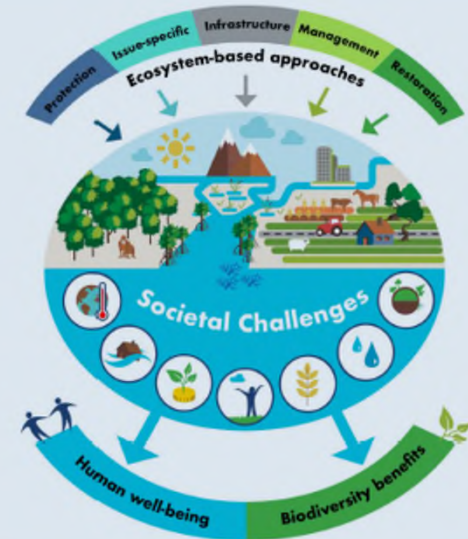 Protection
Issue-specific
Infrastructure
Management
Restoration
Ecosystem-based approaches
Societal Challenges
Human well-being
Biodiversity benefits